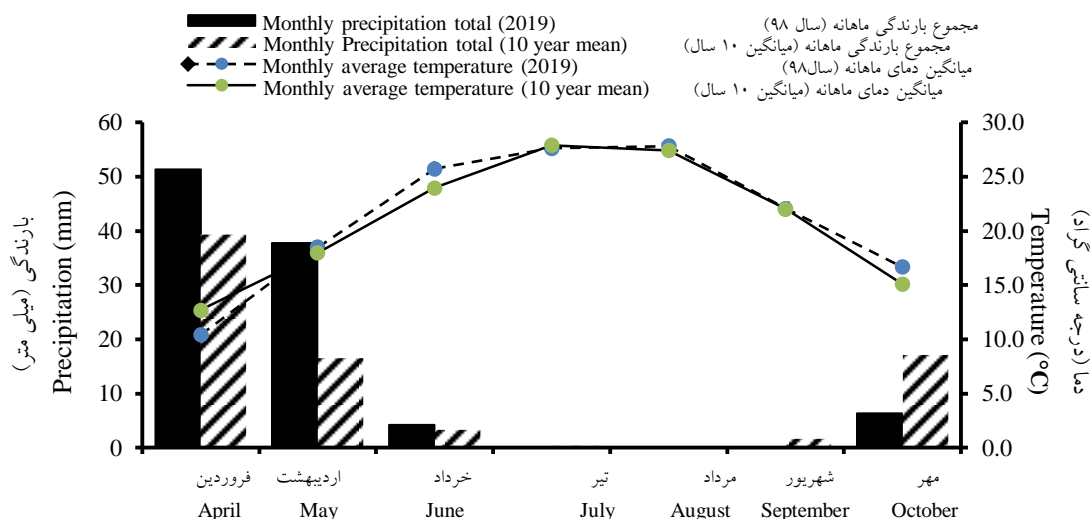 Monthly precipitation total (2019)
مجموع بارندگی ماهانه (سال ۹۸)
Monthly Precipitation total (10 year mean)
مجموع بارندگی ماهانه (میانگین ۱۰ سال)
Monthly average temperature (2019)
میانگین دمای ماهانه (سال۹۸)
Monthly average temperature (10 year mean)
میانگین دمای ماهانه (میانگین ۱۰ سال)
بارندگی (میلی متر)
Precipitation (mm)
60
50
40
30
20
10
0
30.0
25.0
20.0
15.0
10.0
5.0
0.0
Temperature (°C)
دما (درجه سانتی گراد)
فروردین اردیبهشت خرداد تیر مرداد شهریور مهر
April May June July August September October